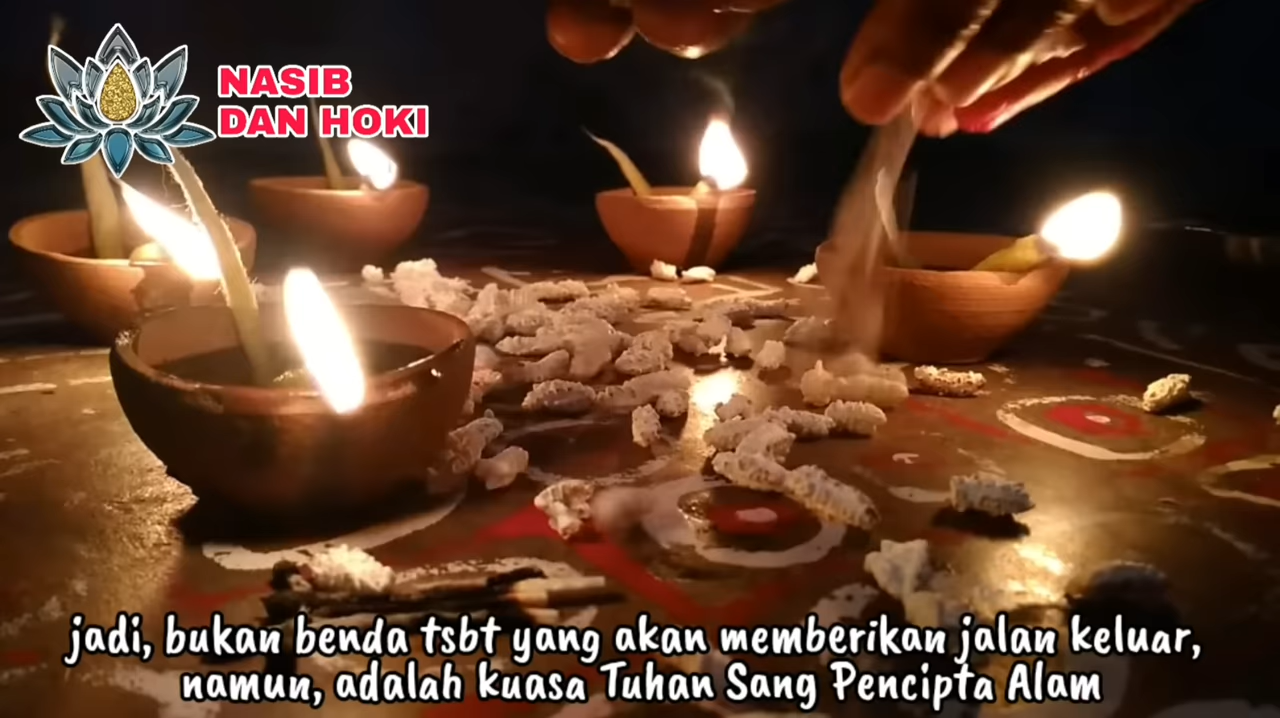 NASIB
DAN HOKI
jadi, bukan benda tsbt yang akan memberikan jalan keluar,
namun, adalah kuasa Tuhan Sang Pencipta Alam